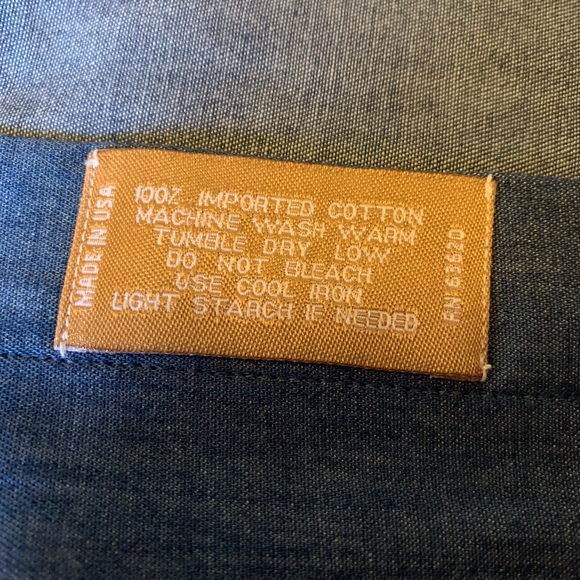 MADE IN USA
100% IMPORTED COTTON
MACHINE WASH WARM
TUMBLE DRY LOW
DO NOT BLEACH
USE COOL IRON
LIGHT STARCH IF NEEDED
RN 63620